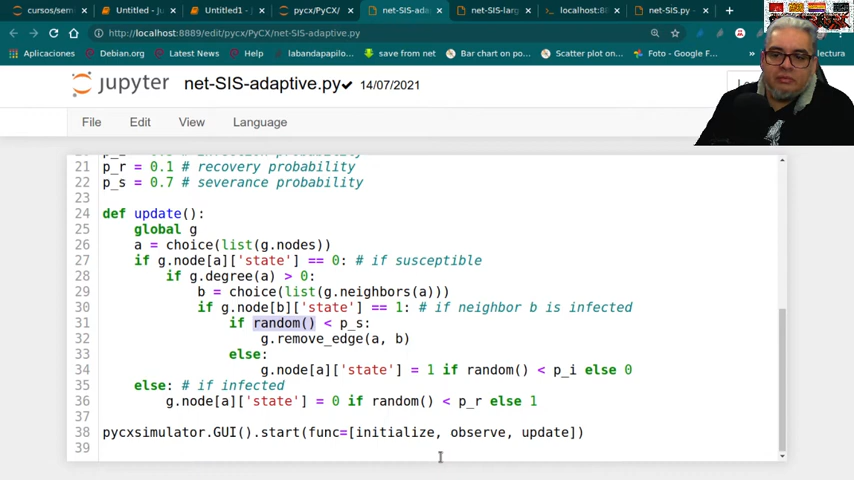 cursos/sem
Untitled - Ju
Untitled1 - J
pycx/PyCX/
net-SIS-ada
net-SIS-larg
localhost:88
net-SIS.py -
http://localhost:8889/edit/pycx/PyCX/net-SIS-adaptive.py
Aplicaciones
Debian.org
Latest News
landabapapilo...
save from net
Bar chart on po...
Scatter plot on ...
Foto - Google F...
lectura
jupyter
net-SIS-adaptive.py
14/07/2021
File
Edit
View
Language
21 p_r = 0.1 # recovery probability
22 p_s = 0.7 # severance probability
23
24 def update():
25 global g
26 a = choice(list(g.nodes))
27 if g.node[a]['state'] == 0: # if susceptible
28 if g.degree(a) > 0:
29 b = choice(list(g.neighbors(a)))
30 if g.node[b]['state'] == 1: # if neighbor b is infected
31 if random() < p_s:
32 g.remove_edge(a, b)
33 else:
34 g.node[a]['state'] = 1 if random() < p_i else 0
35 else: # if infected
36 g.node[a]['state'] = 0 if random() < p_r else 1
37
38 pycxsimulator.GUI().start(func=[initialize, observe, update])
39